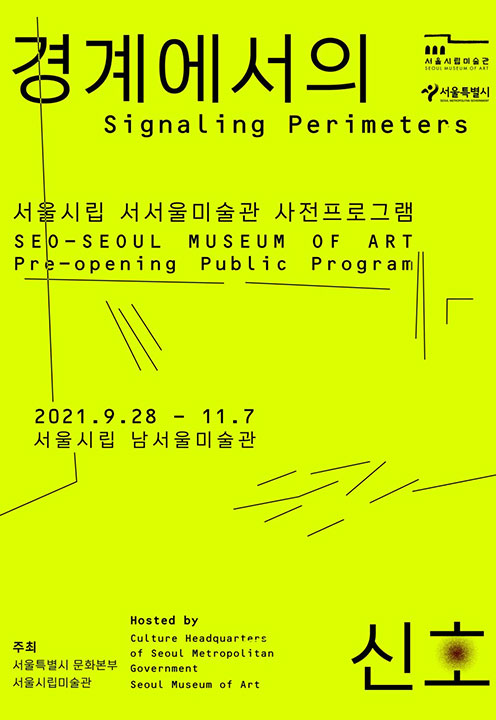 경계에서의
서울시립미술관
SEOUL MUSEUM OF ART
서울특별시
SEOUL METROPOLITAN GOVERNMENT
Signaling Perimeters
서울시립 서서울미술관 사전프로그램
SEO-SEOUL MUSEUM OF ART
Pre-opening Public Program
2021.9.28 - 11.7
서울시립 남서울미술관
주최
서울특별시 문화본부
서울시립미술관
Hosted by
Culture Headquarters
of Seoul Metropolitan
Government
Seoul Museum of Art
신호